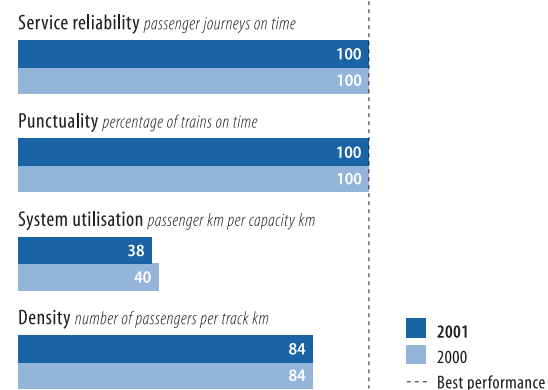 Service reliability passenger journeys on time
100
100
Punctuality percentage of trains on time
100
100
System utilisation passenger km per capacity km
38
40
Density number of passengers per track km
84
84
2001
2000
Best performance